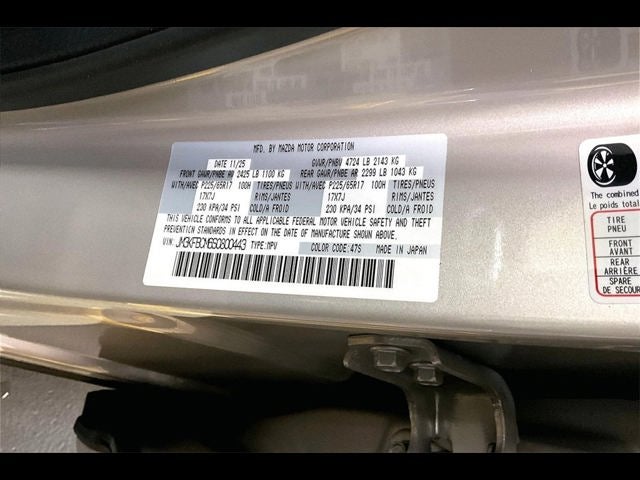 MFD. BY MAZDA MOTOR CORPORATION
DATE 11/25 GVWR/PNBV 4724 LB 2143 KG
FRONT GAWR/PNBE AV 2425 LB 1100 KG REAR GAWR/PNBE AR 2299 LB 1043 KG
WITH/AVEC P225/65R17 100H TIRES/PNEUS WITH/AVEC P225/65R17 100H TIRES/PNEUS
17X7J RIMS/JANTES 17X7J RIMS/JANTES
230 KPA/34 PSI COLD/A FROID 230 KPA/34 PSI COLD/A FROID
THIS VEHICLE CONFORMS TO ALL APPLICABLE FEDERAL MOTOR VEHICLE SAFETY AND THEFT
PREVENTION STANDARDS IN EFFECT ON THE DATE OF MANUFACTURE SHOWN ABOVE.
VIN: TYPE:MPV COLOR CODE:47S MADE IN JAPAN
The combined
Le poids total
TIRE
PNEU
FRONT
AVANT
REAR
ARRIÈRE
SPARE
DE SECOUR